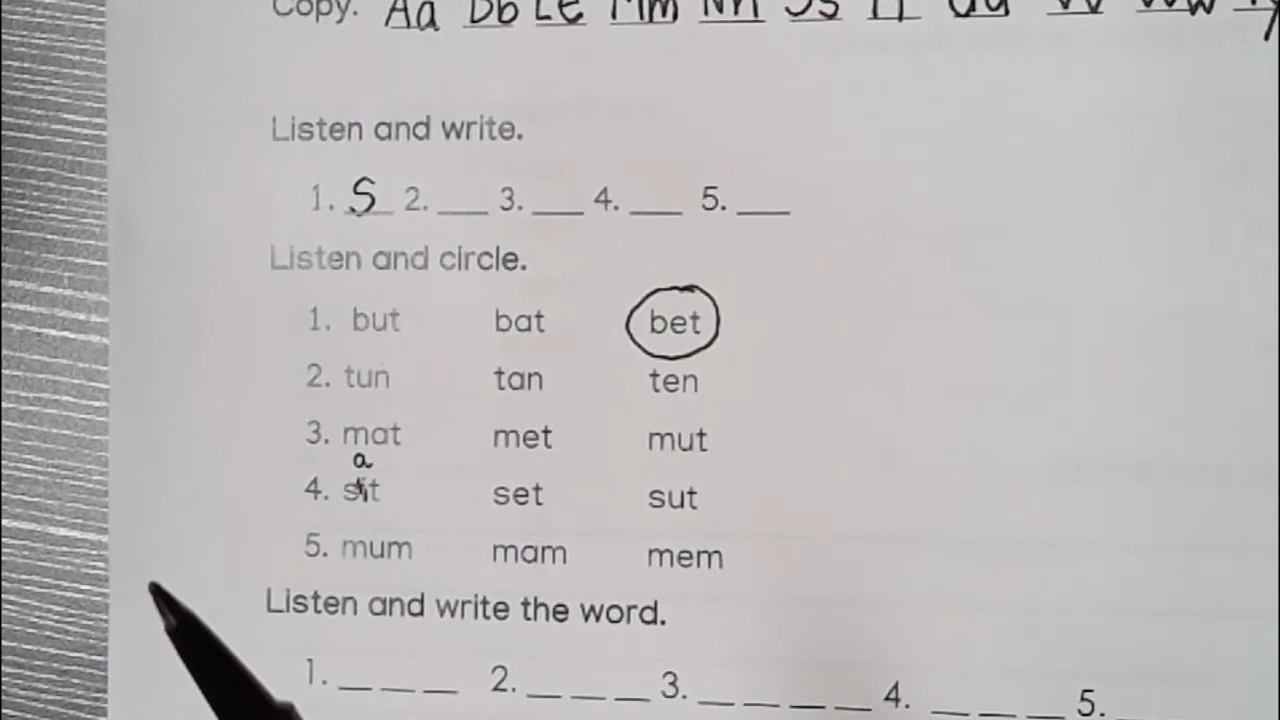 Copy. Aa Bb Ee Mm Nn Ss
Listen and write.
1. S 2. ___ 3. ___ 4. ___ 5. ___
Listen and circle.
1. but bat bet
2. tun tan ten
3. mat met mut
a
4. sit set sut
5. mum mam mem
Listen and write the word.
1. _ _ _ 2. _ _ _ 3. _ _ _ _ 4. _ _ _ 5. _